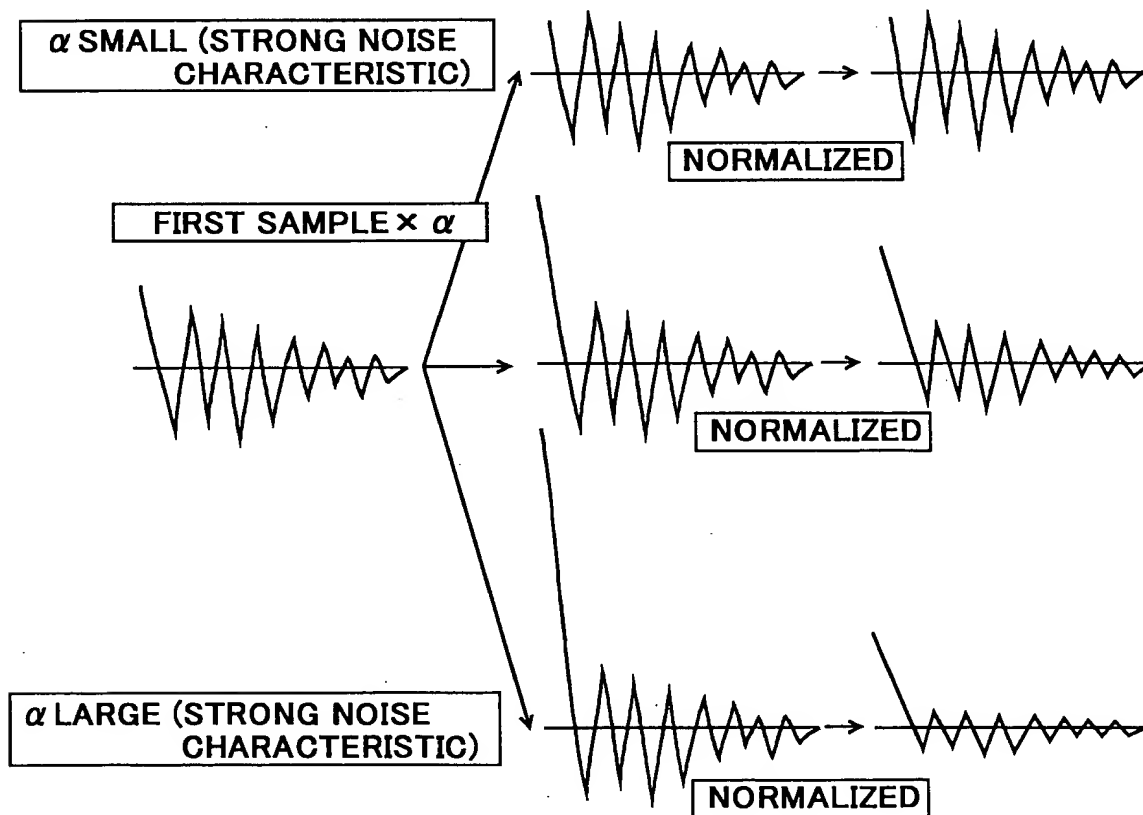 α SMALL (STRONG NOISE
CHARACTERISTIC)
NORMALIZED
FIRST SAMPLE × α
NORMALIZED
α LARGE (STRONG NOISE
CHARACTERISTIC)
NORMALIZED